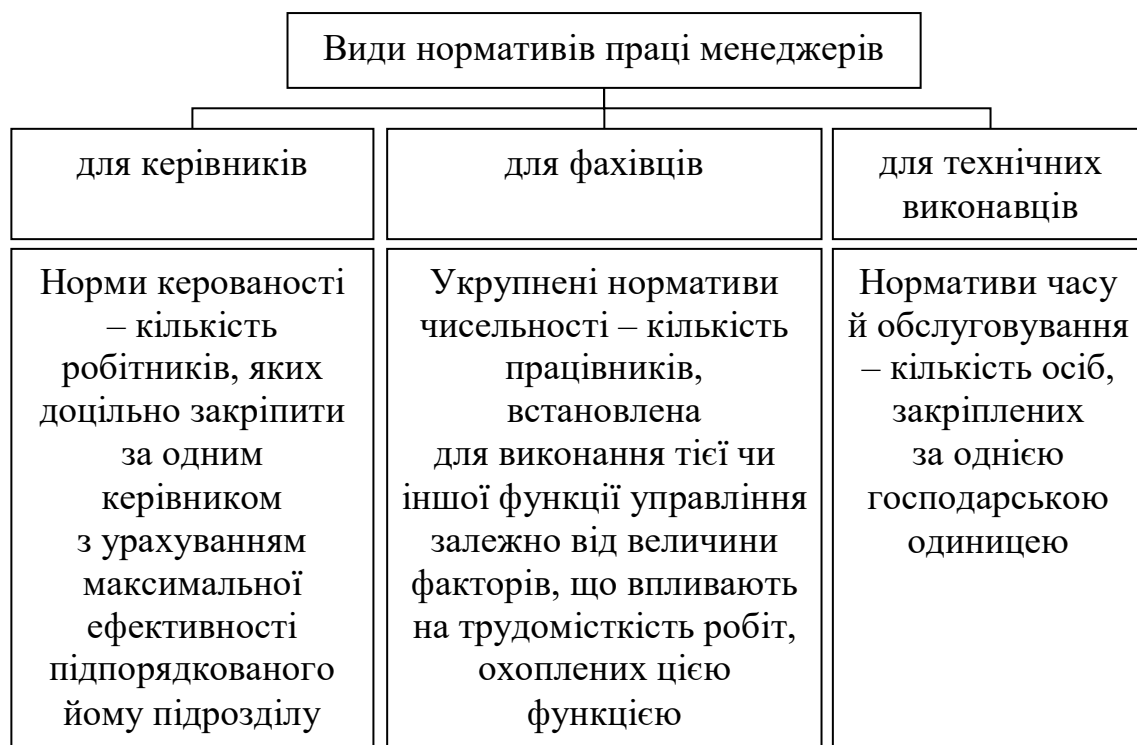 Види нормативів праці менеджерів
для керівників
для фахівців
для технічних
виконавців
Норми керованості
– кількість
робітників, яких
доцільно закріпити
за одним
керівником
з урахуванням
максимальної
ефективності
підпорядкованого
йому підрозділу
Укрупнені нормативи
чисельності – кількість
працівників,
встановлена
для виконання тієї чи
іншої функції управління
залежно від величини
факторів, що впливають
на трудомісткість робіт,
охоплених цією
функцією
Нормативи часу
й обслуговування
– кількість осіб,
закріплених
за однією
господарською
одиницею